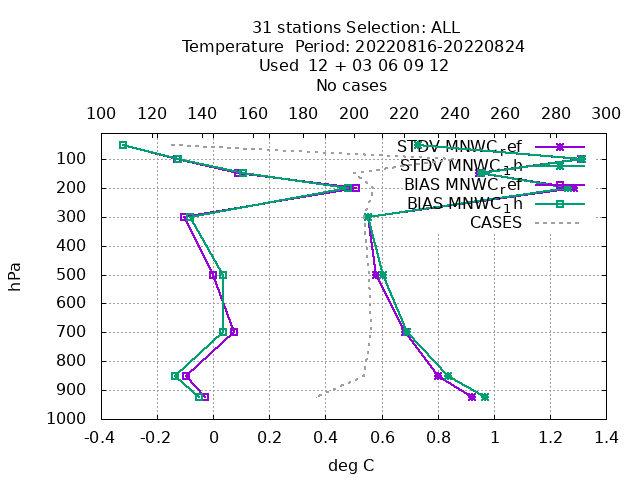 31 stations Selection: ALL
Temperature  Period: 20220816-20220824
Used  12 + 03 06 09 12
No cases
100 120 140 160 180 200 220 240 260 280 300
STDV MNWC_ref
STDV MNWC_1h
BIAS MNWC_ref
BIAS MNWC_1h
CASES
100
200
300
400
500
600
700
800
900
1000
hPa
-0.4 -0.2 0 0.2 0.4 0.6 0.8 1 1.2 1.4
deg C